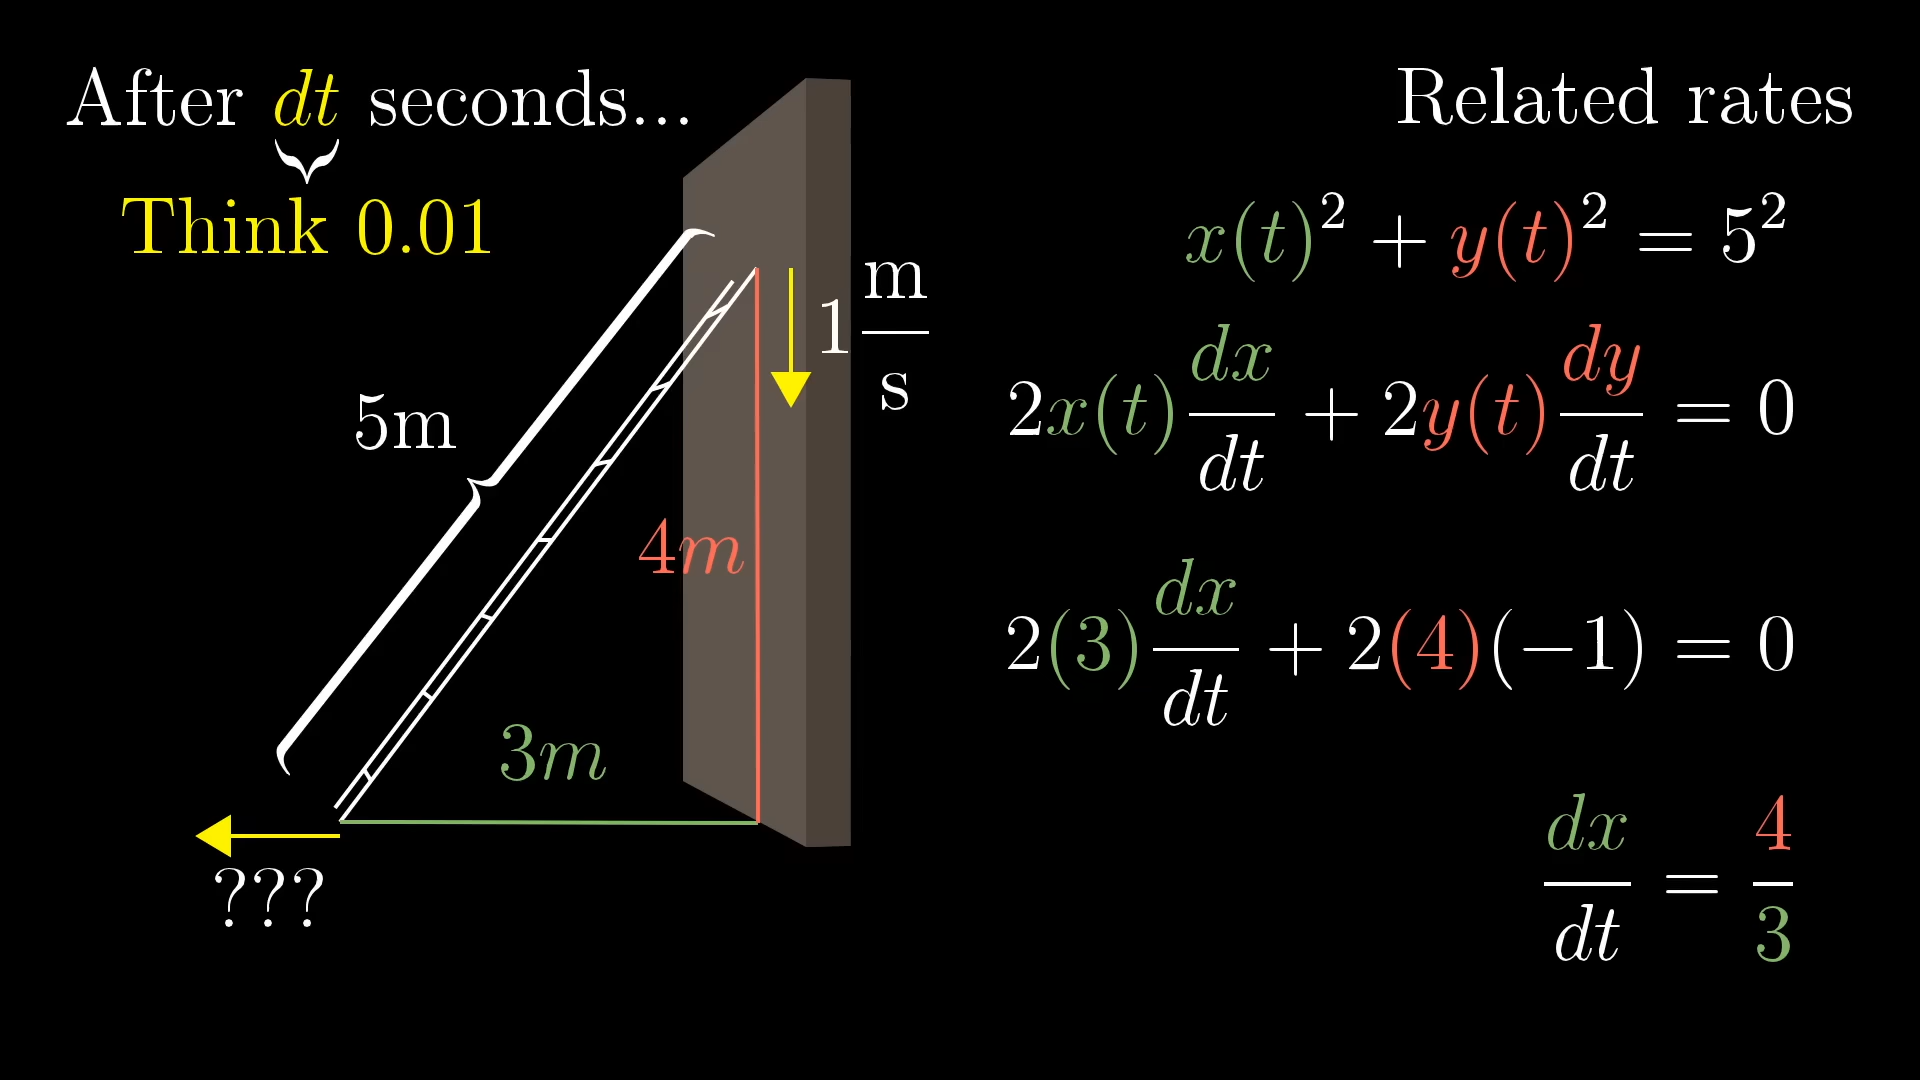 After dt seconds...
Think 0.01
5m
1 m/s
4m
3m
???
Related rates
x(t)² + y(t)² = 5²
2x(t) dx/dt + 2y(t) dy/dt = 0
2(3) dx/dt + 2(4)(−1) = 0
dx/dt = 4/3